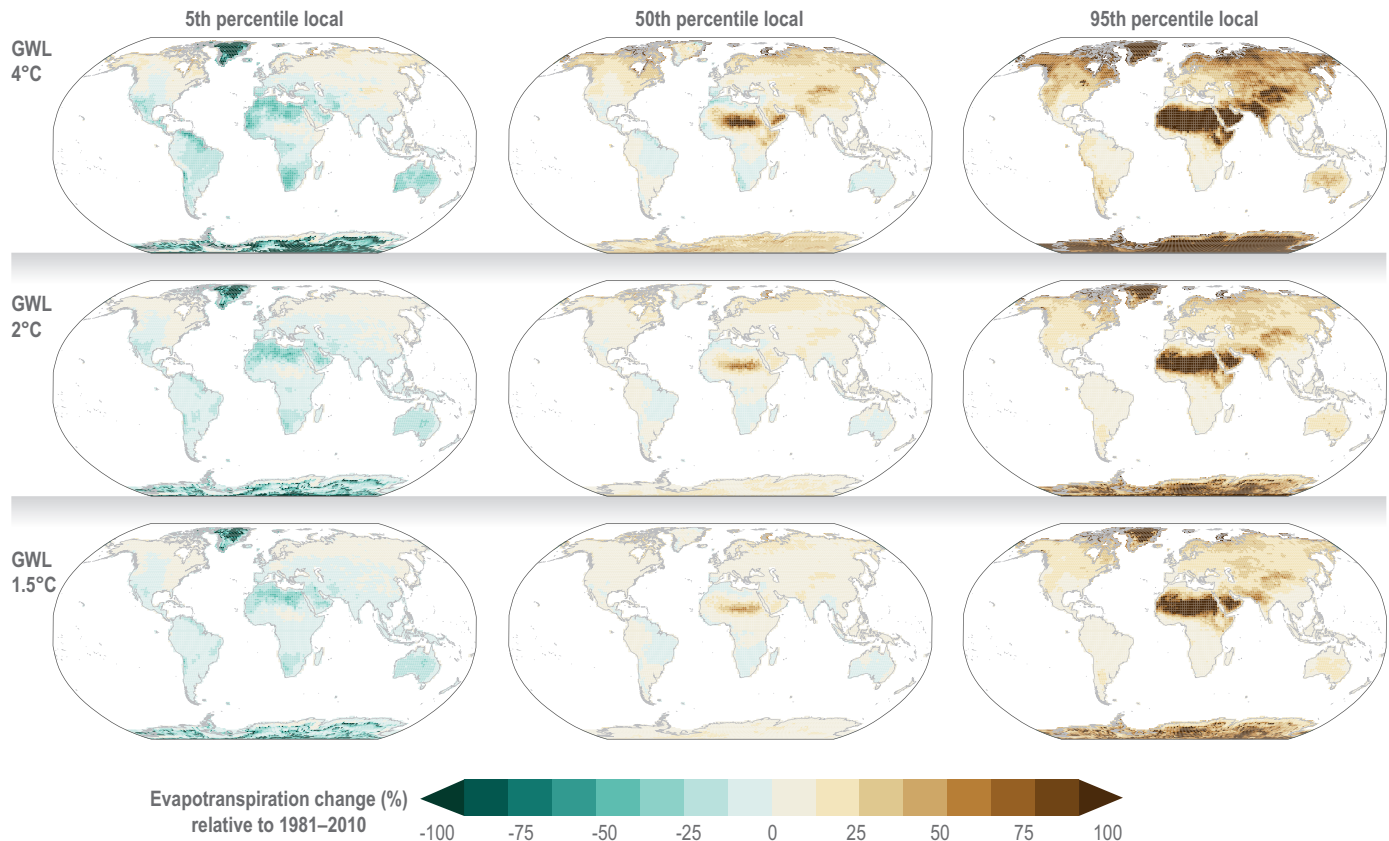 5th percentile local
50th percentile local
95th percentile local
GWL
4°C
GWL
2°C
GWL
1.5°C
Evapotranspiration change (%)
relative to 1981–2010
-100 -75 -50 -25 0 25 50 75 100